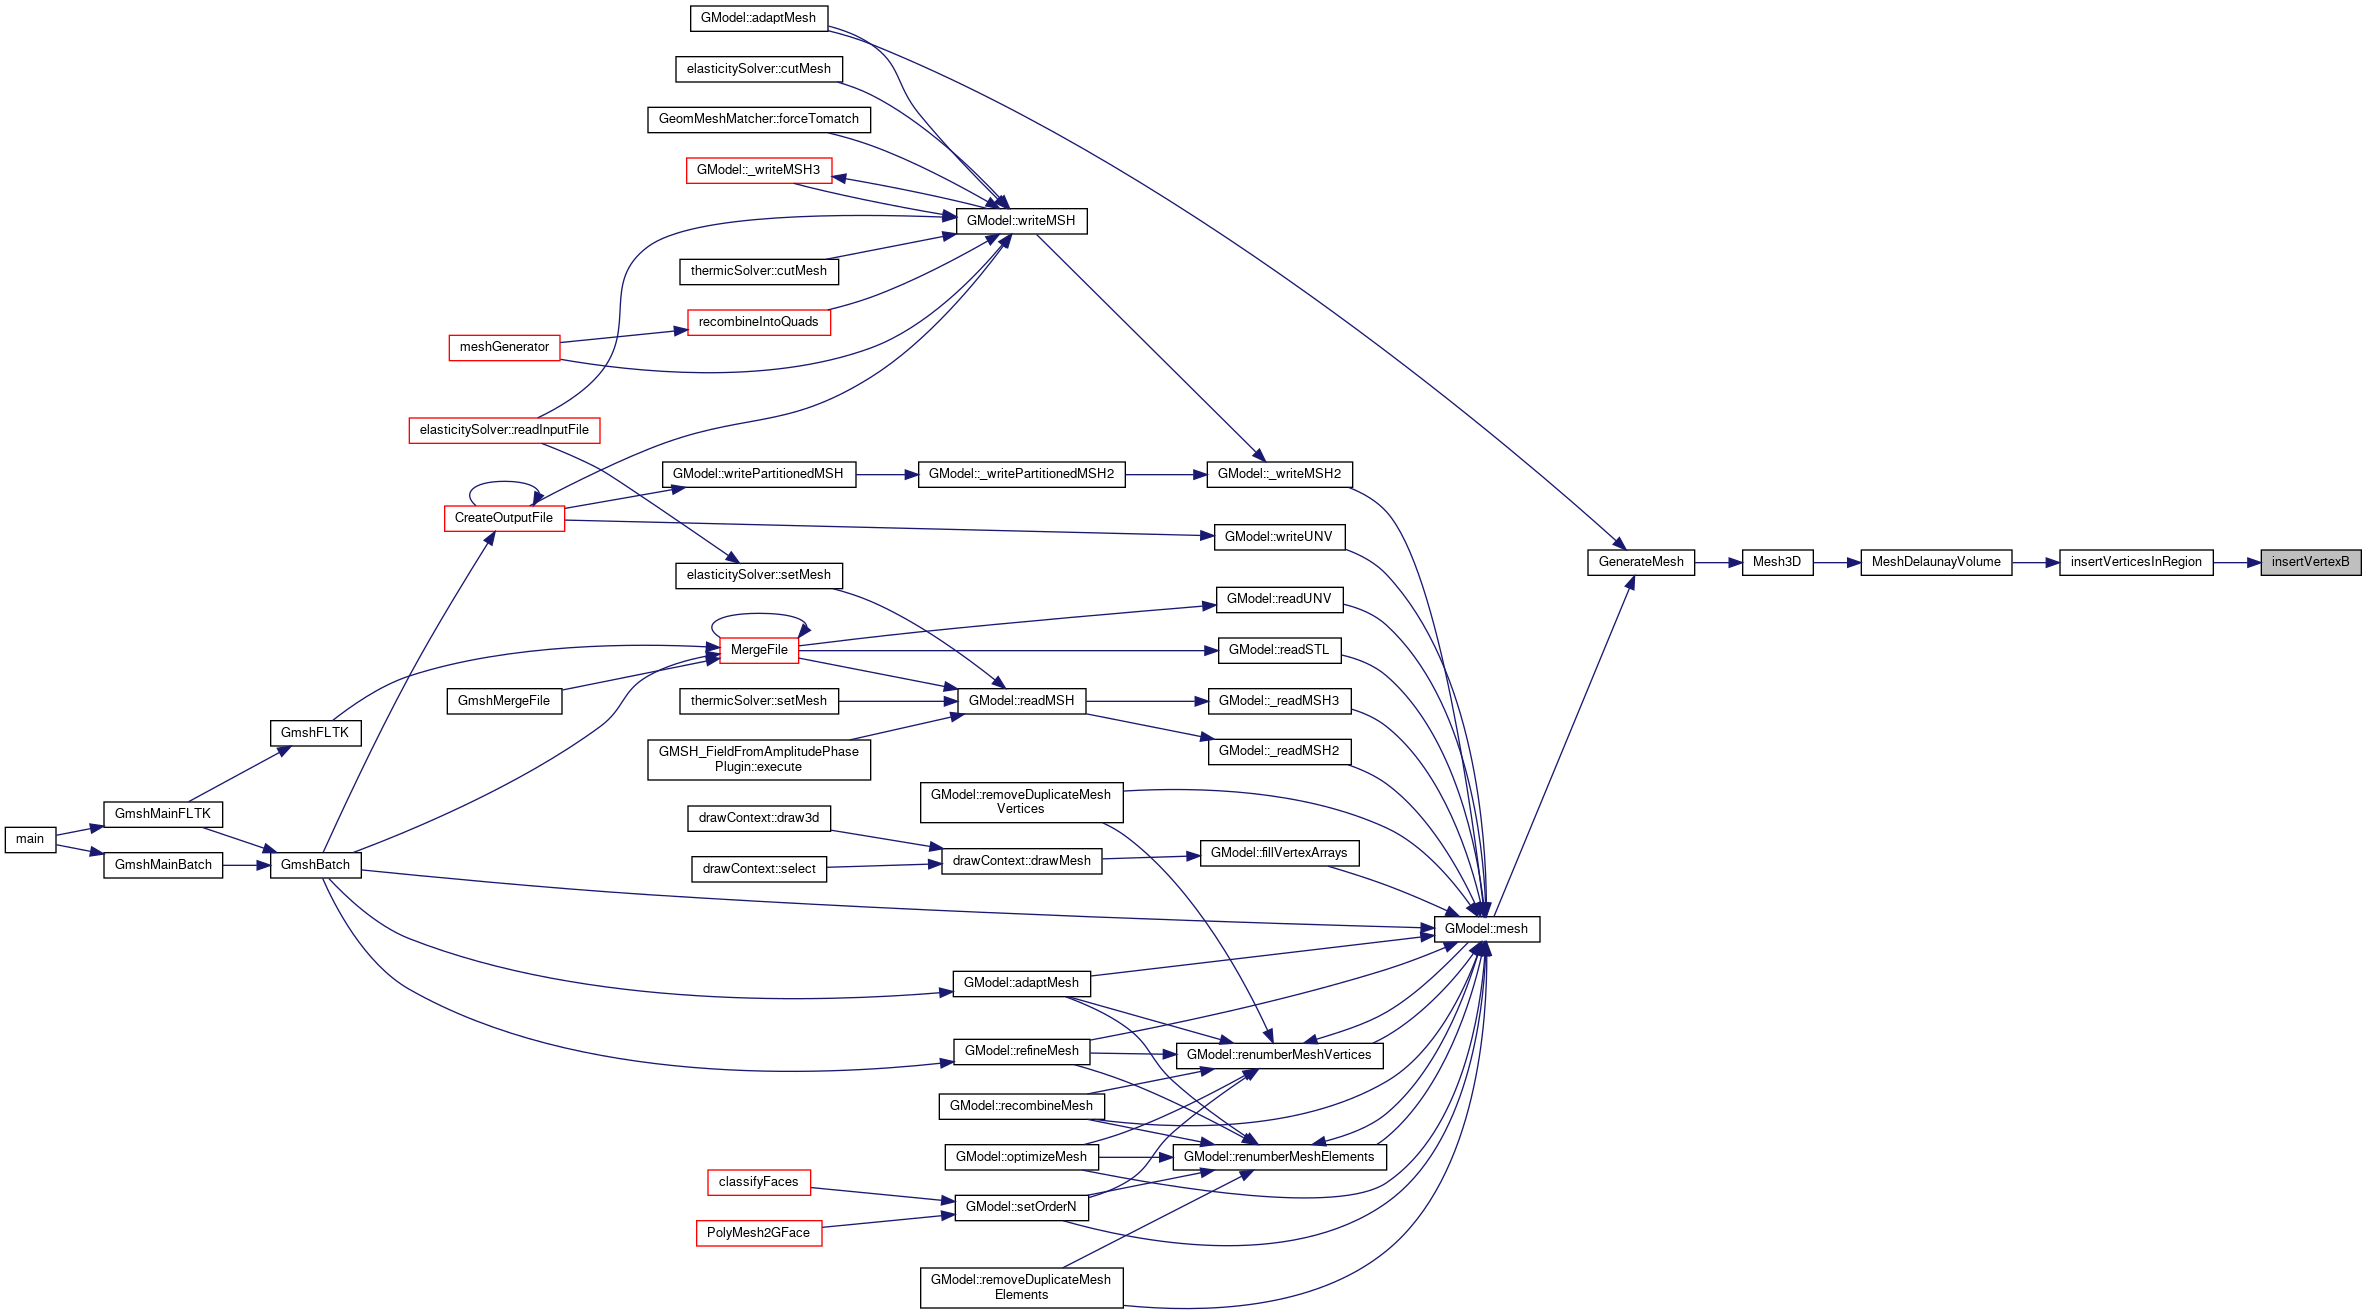 GModel::adaptMesh
elasticitySolver::cutMesh
GeomMeshMatcher::forceTomatch
GModel::_writeMSH3
GModel::writeMSH
thermicSolver::cutMesh
recombineIntoQuads
meshGenerator
elasticitySolver::readInputFile
GModel::writePartitionedMSH
GModel::_writePartitionedMSH2
GModel::_writeMSH2
CreateOutputFile
GModel::writeUNV
GenerateMesh
Mesh3D
MeshDelaunayVolume
insertVerticesInRegion
insertVertexB
elasticitySolver::setMesh
GModel::readUNV
MergeFile
GModel::readSTL
GmshMergeFile
thermicSolver::setMesh
GModel::readMSH
GModel::_readMSH3
GmshFLTK
GMSH_FieldFromAmplitudePhase
Plugin::execute
GModel::_readMSH2
GModel::removeDuplicateMesh
Vertices
GmshMainFLTK
drawContext::draw3d
main
GmshMainBatch
GmshBatch
drawContext::select
drawContext::drawMesh
GModel::fillVertexArrays
GModel::mesh
GModel::adaptMesh
GModel::refineMesh
GModel::renumberMeshVertices
GModel::recombineMesh
GModel::optimizeMesh
GModel::renumberMeshElements
classifyFaces
GModel::setOrderN
PolyMesh2GFace
GModel::removeDuplicateMesh
Elements